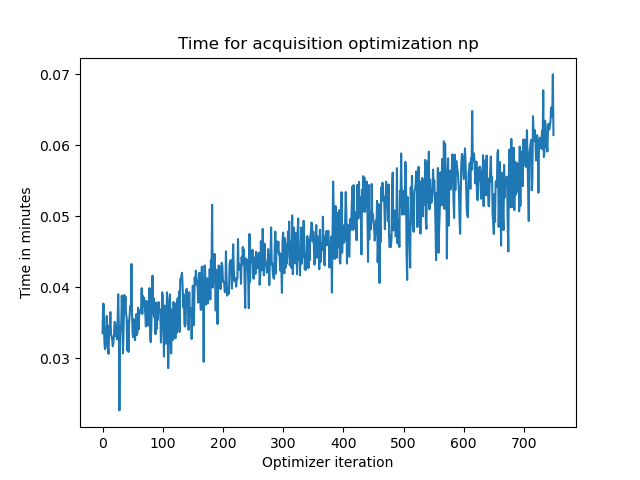 Time for acquisition optimization np
0.07
0.06
0.05
0.04
0.03
Time in minutes
0 100 200 300 400 500 600 700
Optimizer iteration